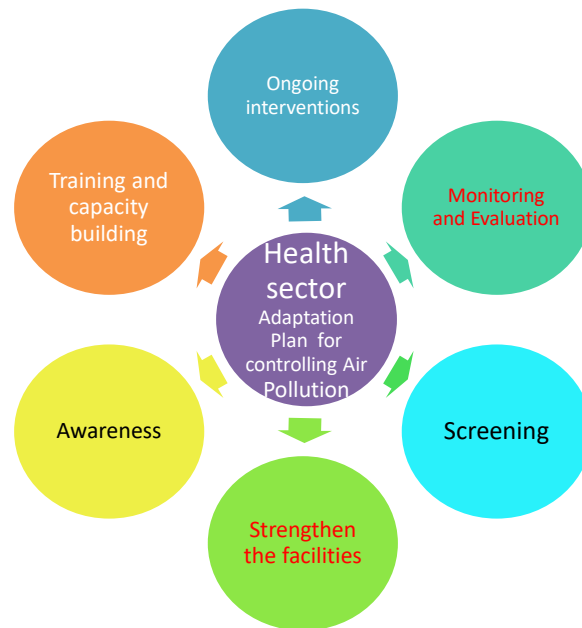 Ongoing
interventions
Training and
capacity
building
Monitoring
and Evaluation
Health
sector
Adaptation
Plan for
controlling Air
Pollution
Awareness
Screening
Strengthen
the facilities